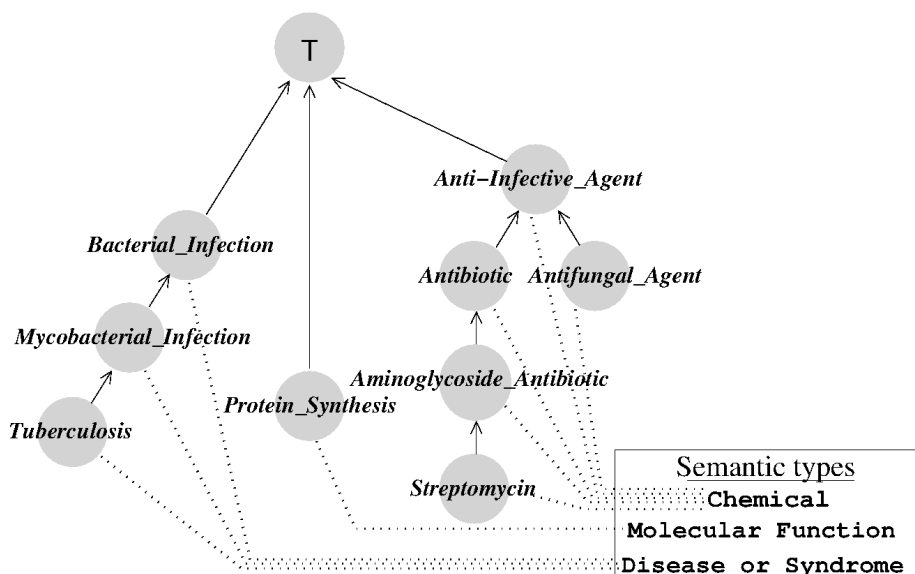 T
Anti-Infective_Agent
Bacterial_Infection
Antibiotic
Antifungal_Agent
Mycobacterial_Infection
Aminoglycoside_Antibiotic
Protein_Synthesis
Tuberculosis
Streptomycin
Semantic types
Chemical
Molecular Function
Disease or Syndrome